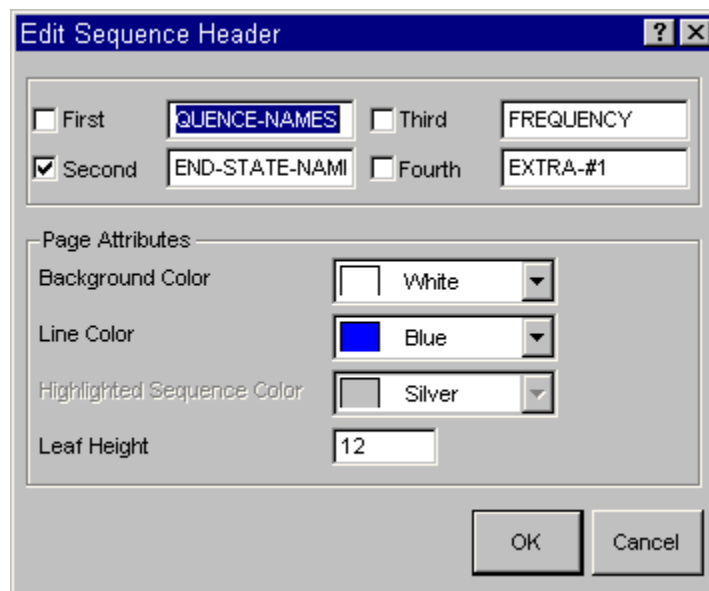 Edit Sequence Header
First QUENCE-NAMES Third FREQUENCY
Second END-STATE-NAMI Fourth EXTRA-#1
Page Attributes
Background Color White
Line Color Blue
Highlighted Sequence Color Silver
Leaf Height 12
OK Cancel